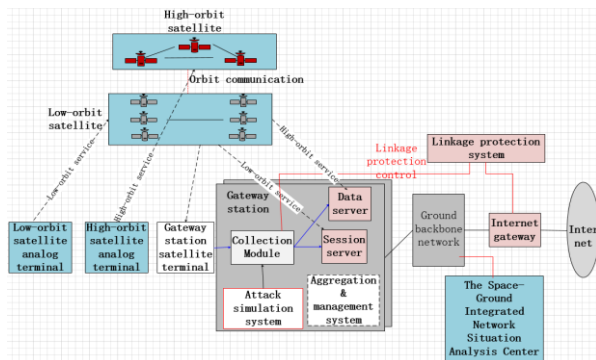 High-orbit
satellite
Orbit communication
Low-orbit
satellite
Low-orbit service
High-orbit service
High-orbit service
Low-orbit service
Linkage
protection
control
Linkage protection
system
Gateway
station
Data
server
Low-orbit
satellite
analog
terminal
High-orbit
satellite
analog
terminal
Gateway
station
satellite
terminal
Collection
Module
Session
server
Ground
backbone
network
Internet
gateway
Inter
net
Attack
simulation
system
Aggregation
&
management
system
The Space-
Ground
Integrated
Network
Situation
Analysis Center